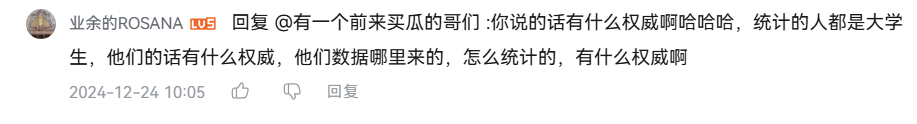 业余的ROSANA LV5 回复 @有一个前来买瓜的哥们 :你说的话有什么权威啊哈哈哈，统计的人都是大学
生，他们的话有什么权威，他们数据哪里来的，怎么统计的，有什么权威啊
2024-12-24 10:05 回复